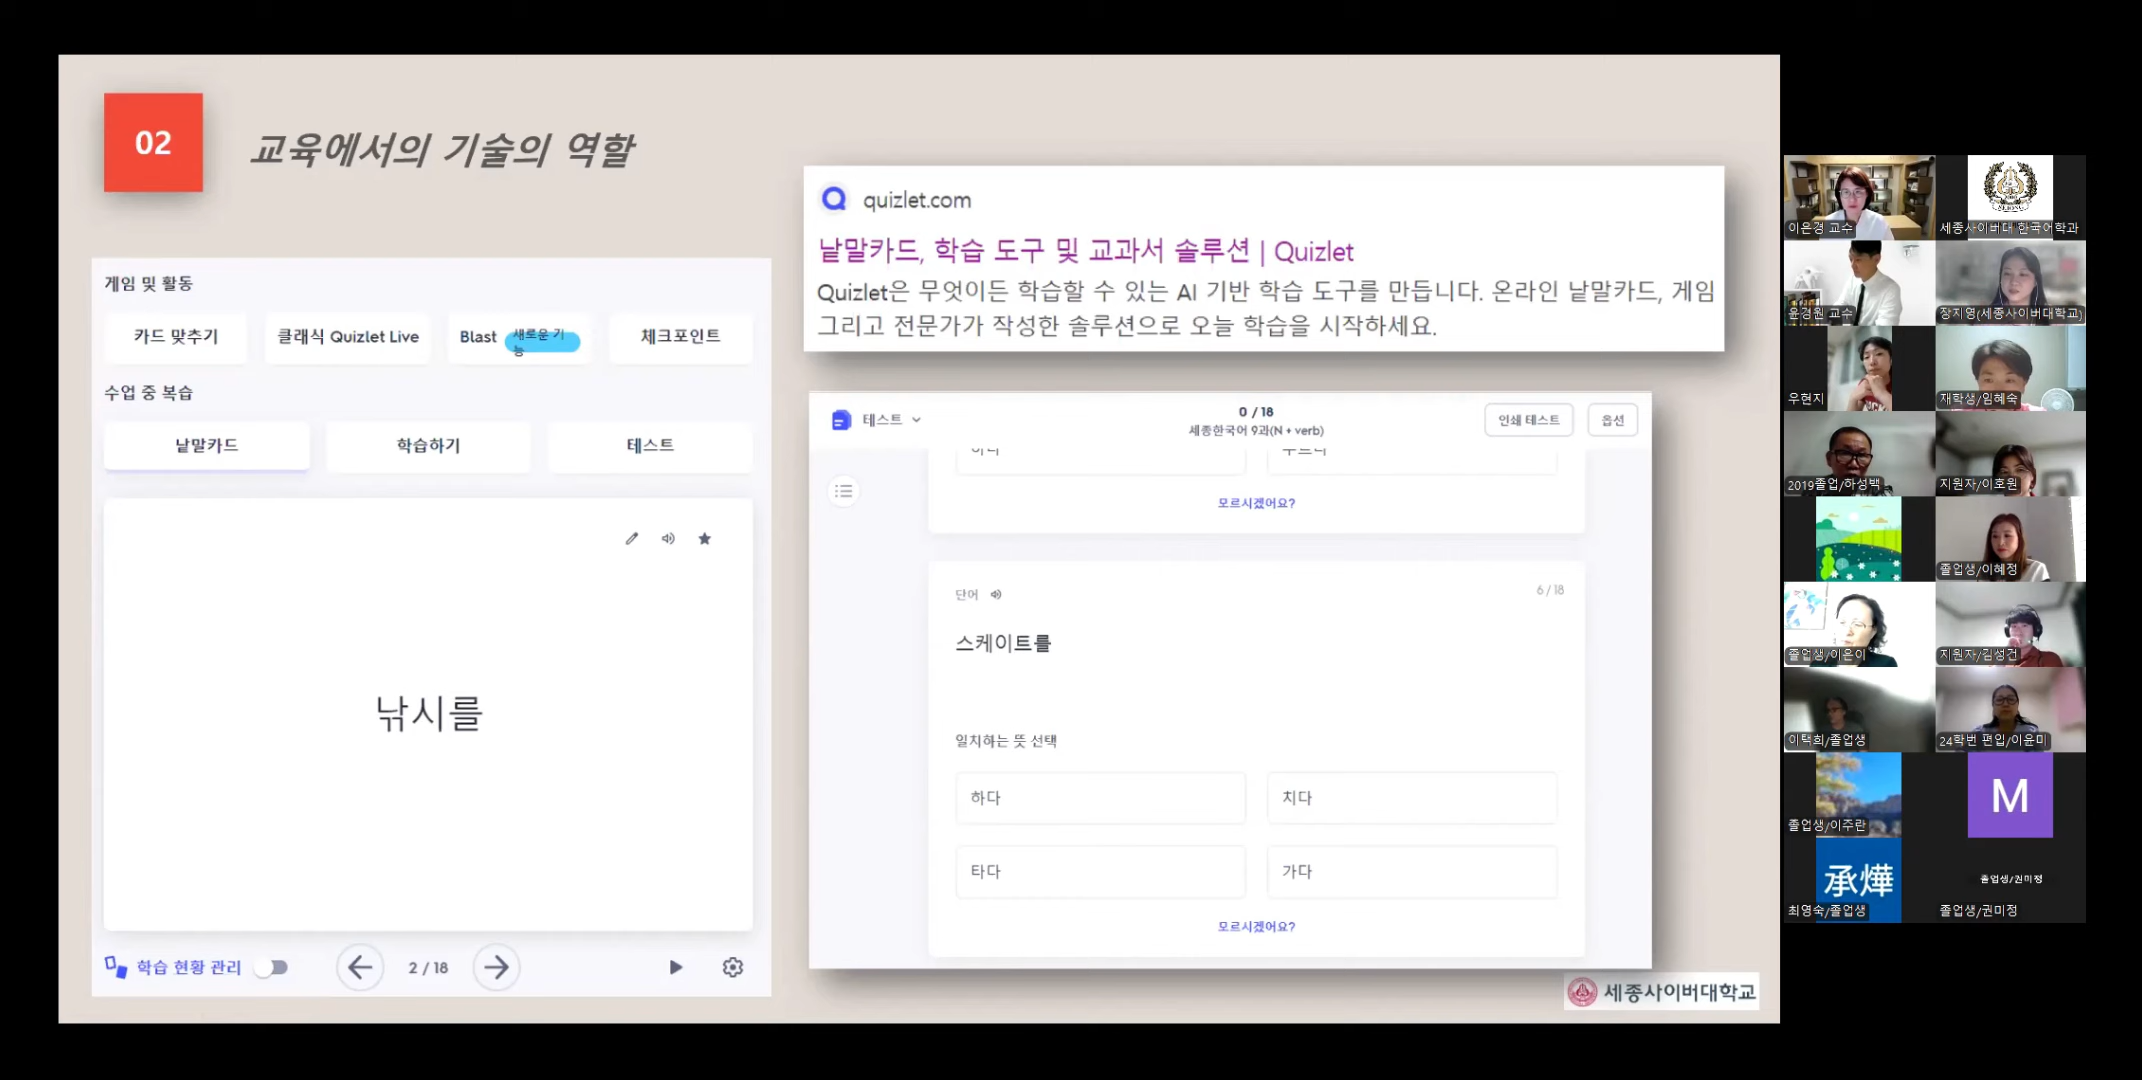 02
교육에서의 기술의 역할
게임 및 활동
카드 맞추기
클래식 Quizlet Live
Blast 새로운 기능
체크포인트
수업 중 복습
낱말카드
학습하기
테스트
낚시를
학습 현황 관리
2 / 18
quizlet.com
낱말카드, 학습 도구 및 교과서 솔루션 | Quizlet
Quizlet은 무엇이든 학습할 수 있는 AI 기반 학습 도구를 만듭니다. 온라인 낱말카드, 게임
그리고 전문가가 작성한 솔루션으로 오늘 학습을 시작하세요.
테스트
0 / 18
세종한국어 9과(N + verb)
인쇄 테스트
옵션
모르시겠어요?
단어
6 / 18
스케이트를
일치하는 뜻 선택
하다
치다
타다
가다
모르시겠어요?
세종사이버대학교
이은경 교수
세종사이버대 한국어학과
윤경원 교수
장지영(세종사이버대학교)
우현지
재학생/임혜숙
2019졸업/하성백
지원자/이호원
졸업생/이혜정
졸업생/이은이
지원자/김성건
이택희/졸업생
24학번 편입/이윤미
졸업생/이주란
M
承燁
최영숙/졸업생
졸업생/권미정
졸업생/권미정